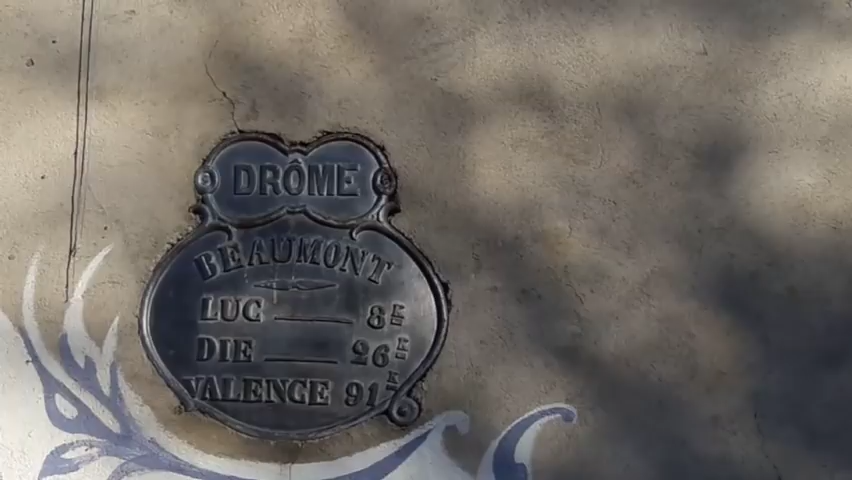 DRÔME
BEAUMONT
LUC — 8K
DIE — 26K
VALENCE 91K